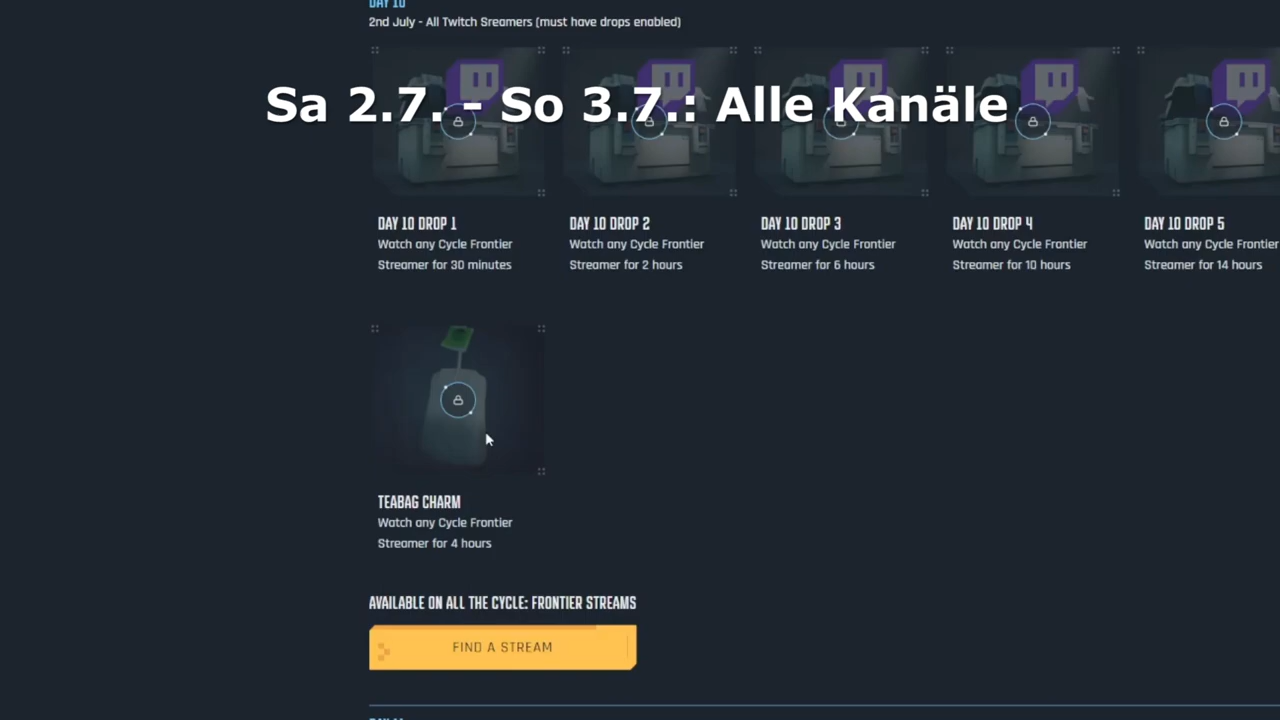 DAY 10
2nd July - All Twitch Sreamers (must have drops enabled)
Sa 2.7. - So 3.7.: Alle Kanäle
DAY 10 DROP 1
Watch any Cycle Frontier
Streamer for 30 minutes
DAY 10 DROP 2
Watch any Cycle Frontier
Streamer for 2 hours
DAY 10 DROP 3
Watch any Cycle Frontier
Streamer for 6 hours
DAY 10 DROP 4
Watch any Cycle Frontier
Streamer for 10 hours
DAY 10 DROP 5
Watch any Cycle Frontier
Streamer for 14 hours
TEABAG CHARM
Watch any Cycle Frontier
Streamer for 4 hours
AVAILABLE ON ALL THE CYCLE: FRONTIER STREAMS
FIND A STREAM